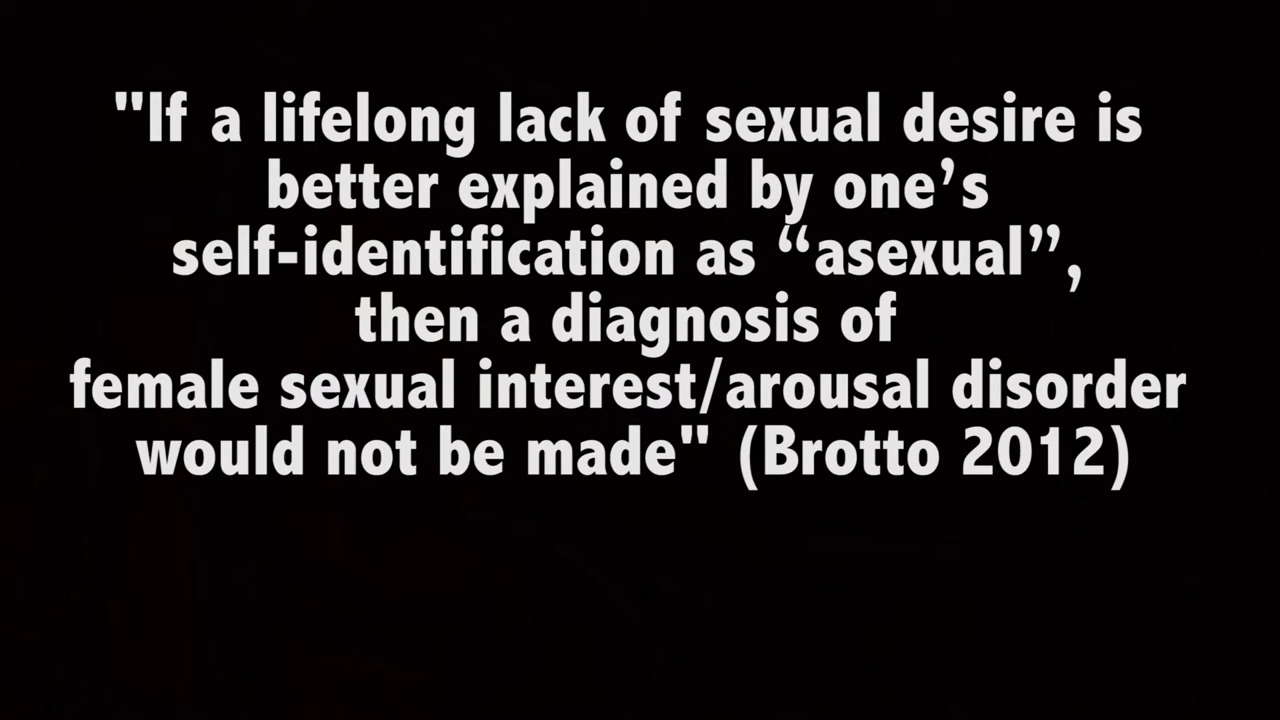 "If a lifelong lack of sexual desire is
better explained by one’s
self-identification as “asexual”,
then a diagnosis of
female sexual interest/arousal disorder
would not be made" (Brotto 2012)